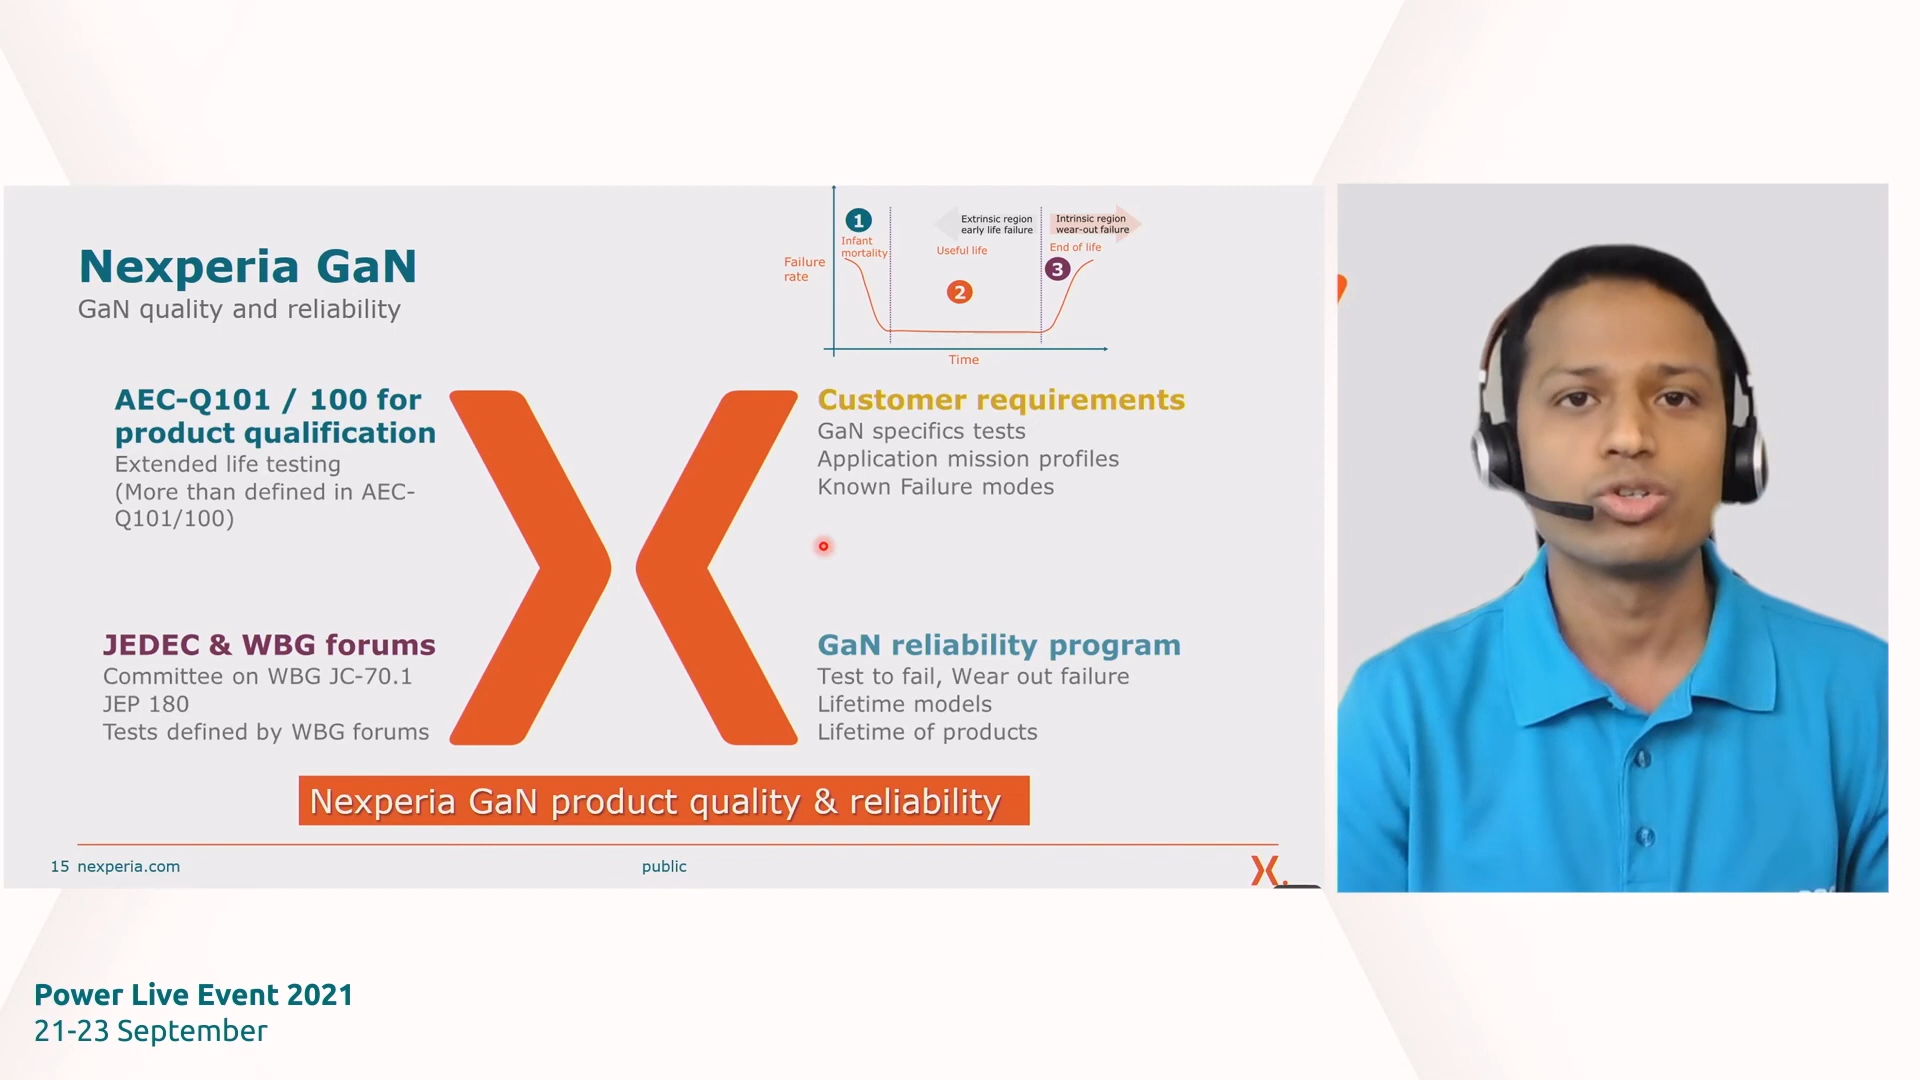 Nexperia GaN
GaN quality and reliability
1
Infant
mortality
Failure
rate
Extrinsic region
early life failure
Useful life
2
Intrinsic region
wear-out failure
End of life
3
Time
AEC-Q101 / 100 for
product qualification
Extended life testing
(More than defined in AEC-
Q101/100)
Customer requirements
GaN specifics tests
Application mission profiles
Known Failure modes
JEDEC & WBG forums
Committee on WBG JC-70.1
JEP 180
Tests defined by WBG forums
GaN reliability program
Test to fail, Wear out failure
Lifetime models
Lifetime of products
Nexperia GaN product quality & reliability
15 nexperia.com
public
Power Live Event 2021
21-23 September